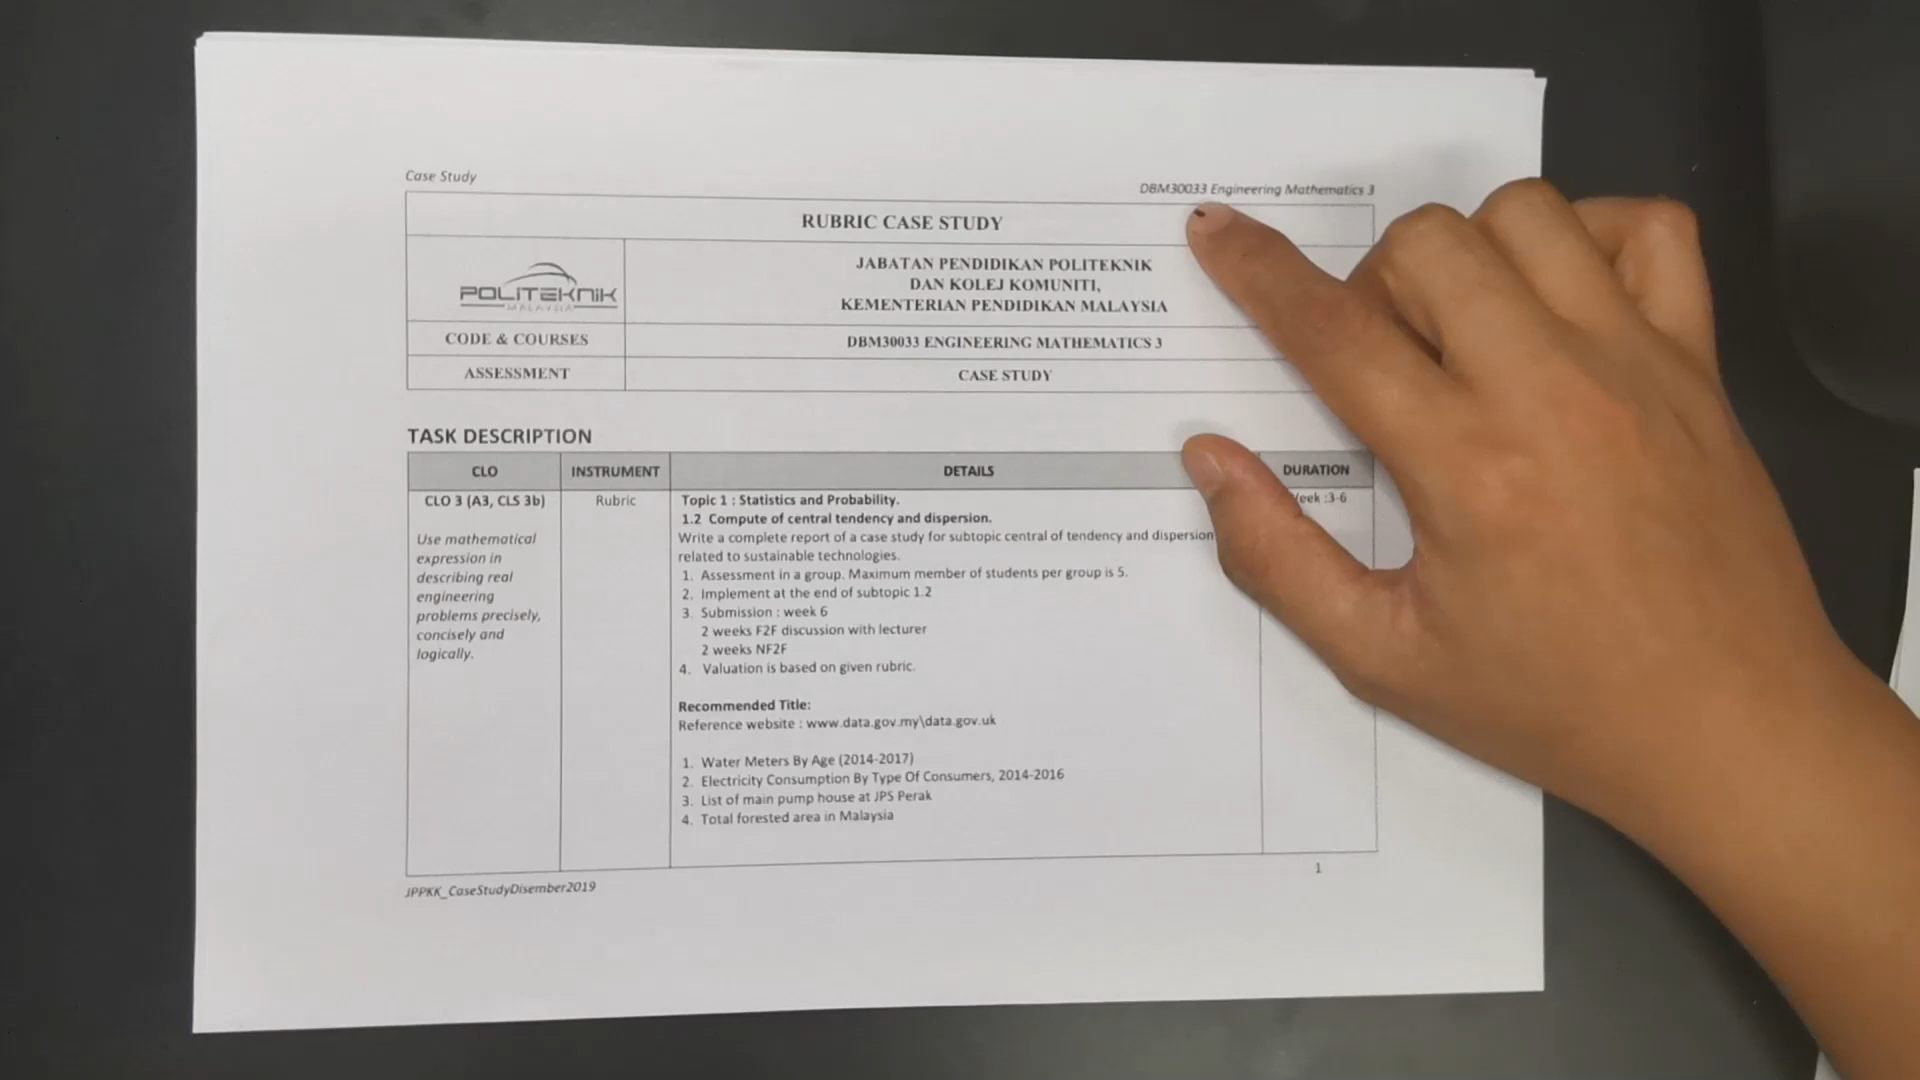 Case Study
DBM30033 Engineering Mathematics 3
RUBRIC CASE STUDY
POLITEKNIK
MALAYSIA
JABATAN PENDIDIKAN POLITEKNIK
DAN KOLEJ KOMUNITI,
KEMENTERIAN PENDIDIKAN MALAYSIA
CODE & COURSES
DBM30033 ENGINEERING MATHEMATICS 3
ASSESSMENT
CASE STUDY
TASK DESCRIPTION
CLO
INSTRUMENT
DETAILS
DURATION
CLO 3 (A3, CLS 3b)
Use mathematical
expression in
describing real
engineering
problems precisely,
concisely and
logically.
Rubric
Topic 1 : Statistics and Probability.
1.2 Compute of central tendency and dispersion.
Write a complete report of a case study for subtopic central of tendency and dispersion
related to sustainable technologies.
1. Assessment in a group. Maximum member of students per group is 5.
2. Implement at the end of subtopic 1.2
3. Submission : week 6
2 weeks F2F discussion with lecturer
2 weeks NF2F
4. Valuation is based on given rubric.
Recommended Title:
Reference website : www.data.gov.my\data.gov.uk
1. Water Meters By Age (2014-2017)
2. Electricity Consumption By Type Of Consumers, 2014-2016
3. List of main pump house at JPS Perak
4. Total forested area in Malaysia
:3-6
1
JPPKK_CaseStudyDisember2019